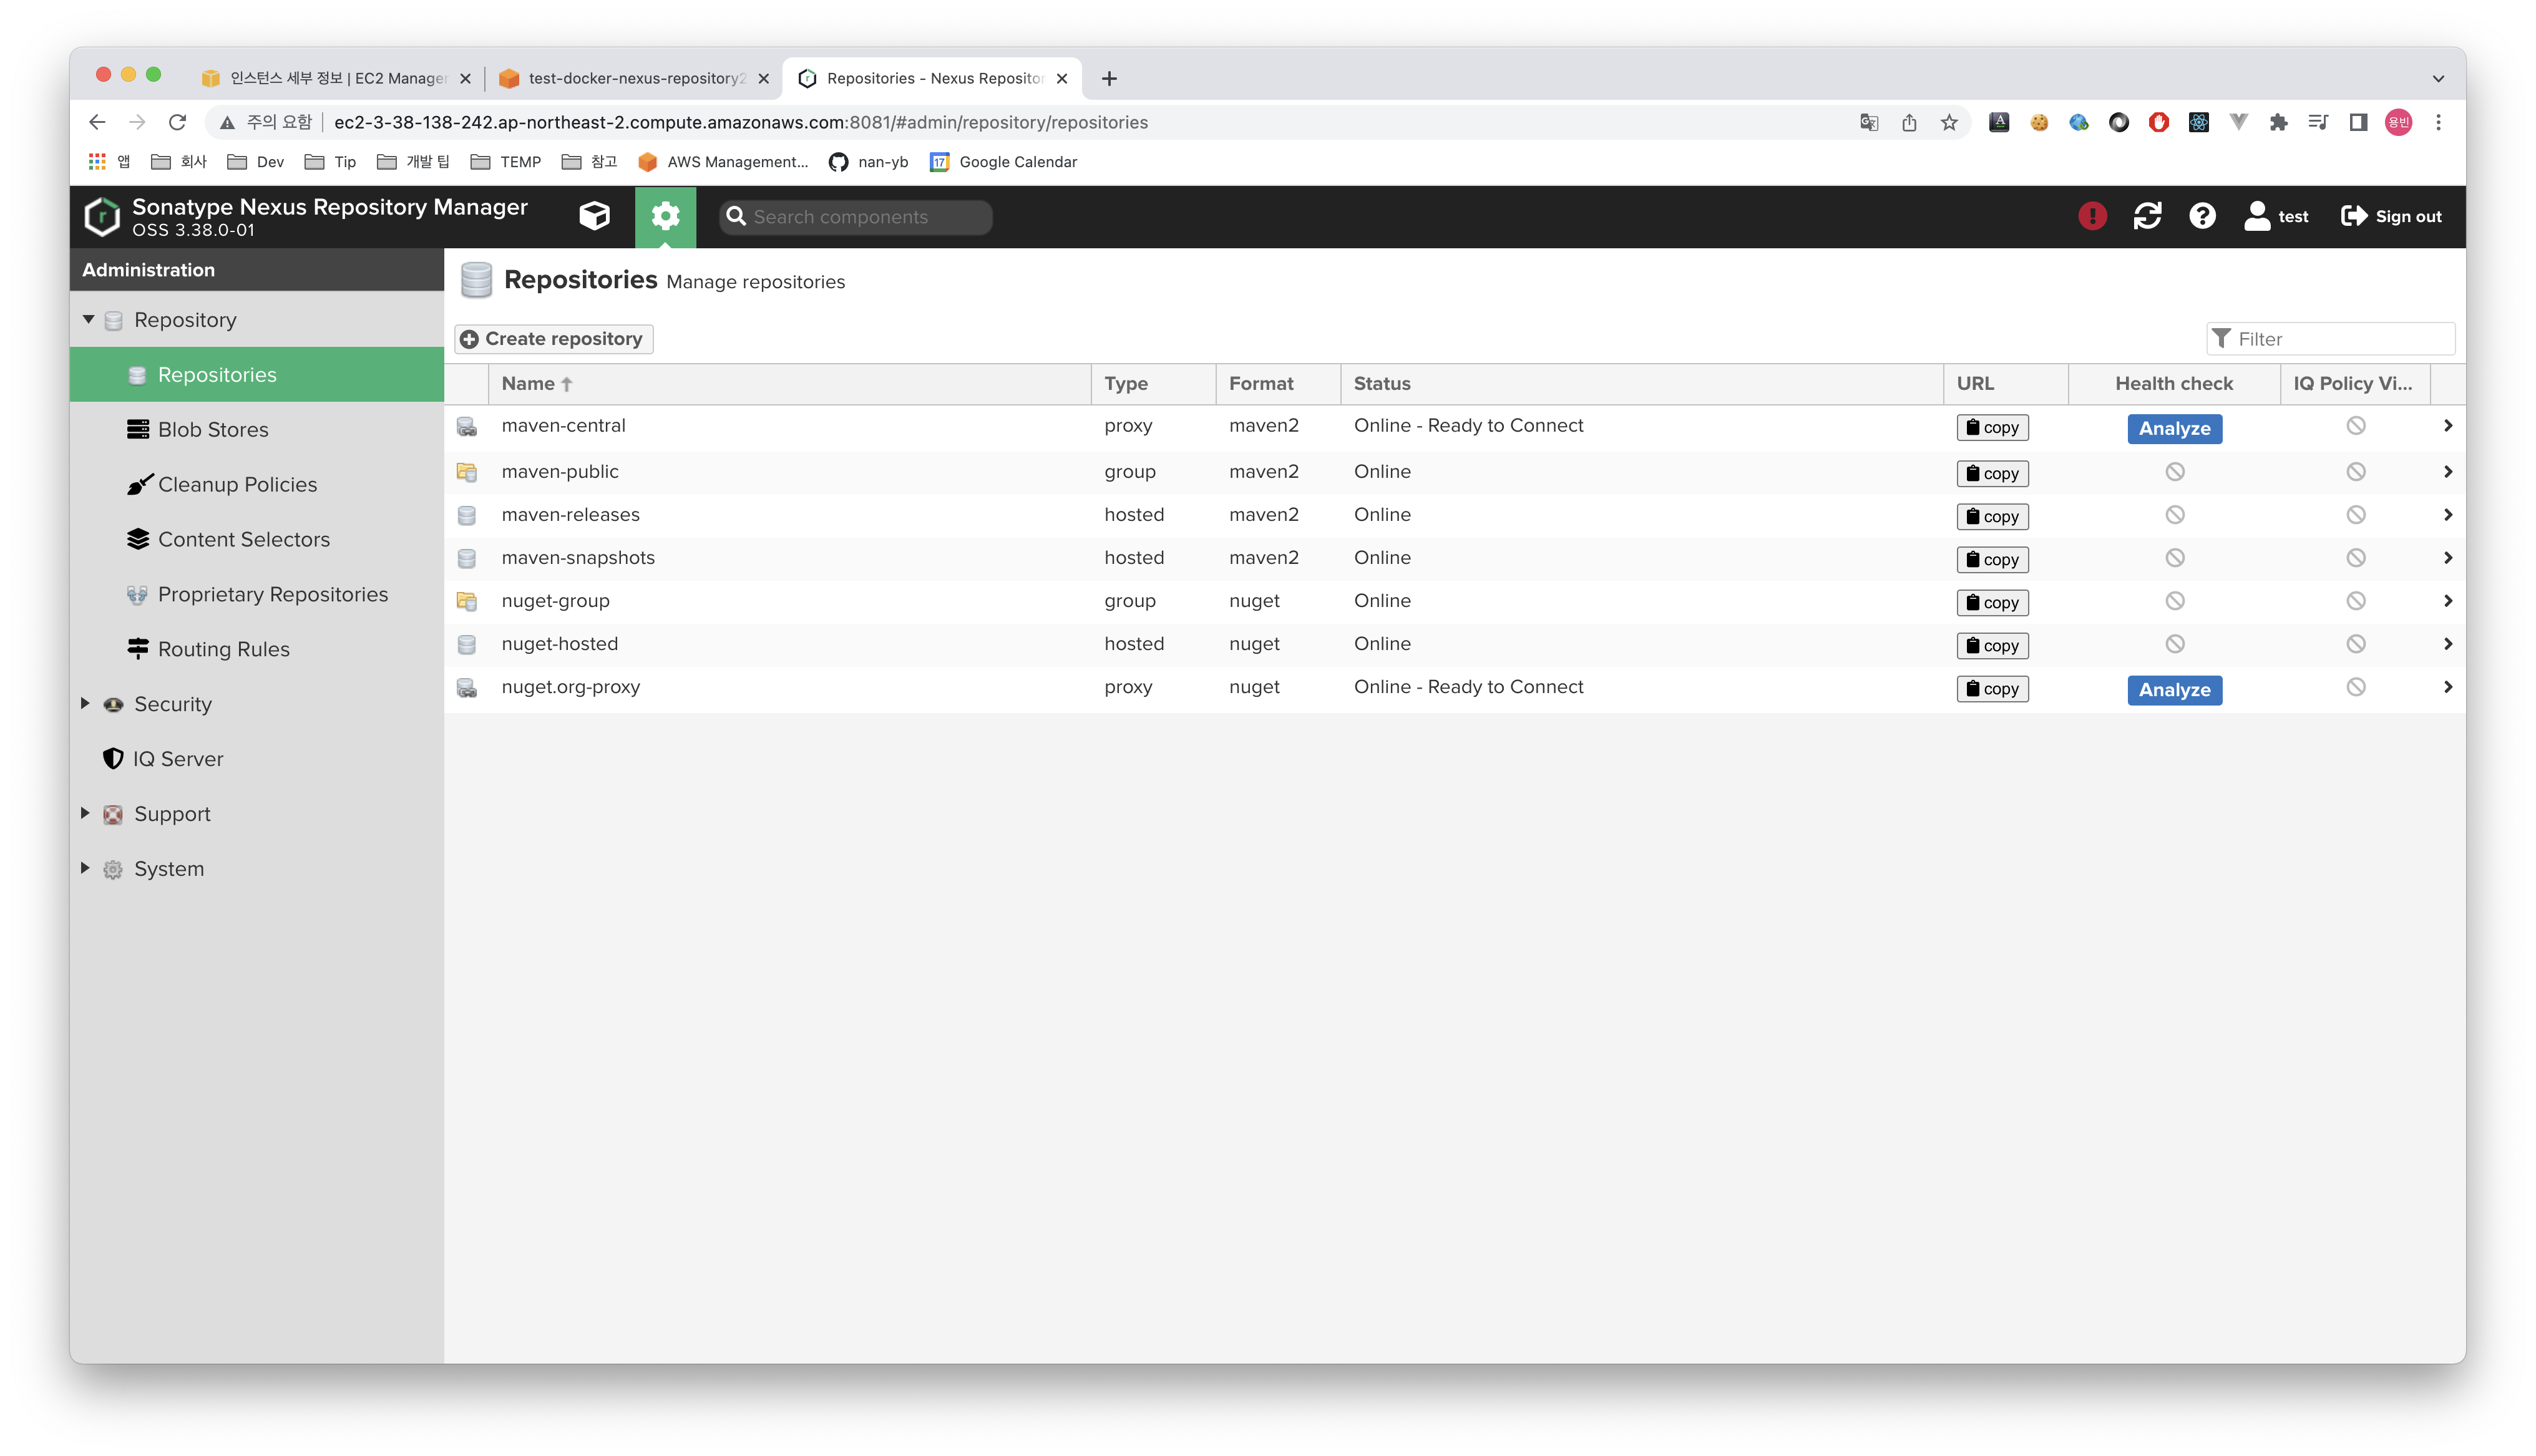 인스턴스 세부 정보 | EC2 Manager
test-docker-nexus-repository2
Repositories - Nexus Repositor
주의 요함
ec2-3-38-138-242.ap-northeast-2.compute.amazonaws.com:8081/#admin/repository/repositories
용빈
앱 회사 Dev Tip 개발 팁 TEMP 참고 AWS Management... nan-yb 17 Google Calendar
Sonatype Nexus Repository Manager
OSS 3.38.0-01
Search components
test
Sign out
Administration
Repository
Repositories
Blob Stores
Cleanup Policies
Content Selectors
Proprietary Repositories
Routing Rules
Security
IQ Server
Support
System
Repositories Manage repositories
Create repository
Filter
Name Type Format Status URL Health check IQ Policy Vi...
maven-central proxy maven2 Online - Ready to Connect copy Analyze
maven-public group maven2 Online copy
maven-releases hosted maven2 Online copy
maven-snapshots hosted maven2 Online copy
nuget-group group nuget Online copy
nuget-hosted hosted nuget Online copy
nuget.org-proxy proxy nuget Online - Ready to Connect copy Analyze